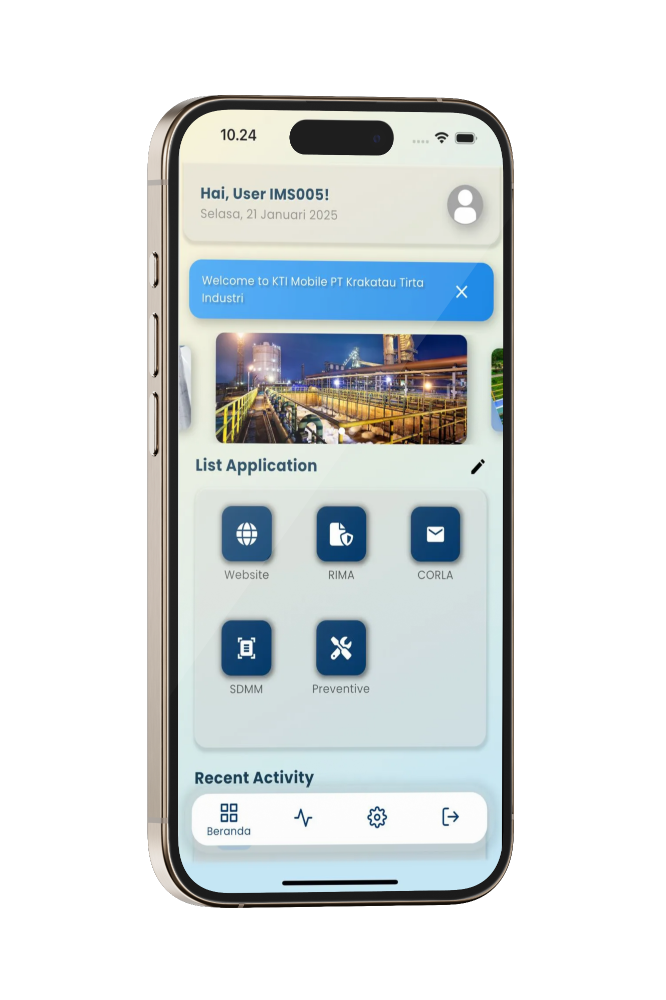 10.24
Hai, User IMS005!
Selasa, 21 Januari 2025
Welcome to KTI Mobile PT Krakatau Tirta
Industri
List Application
Website RIMA CORLA
SDMM Preventive
Recent Activity
Beranda